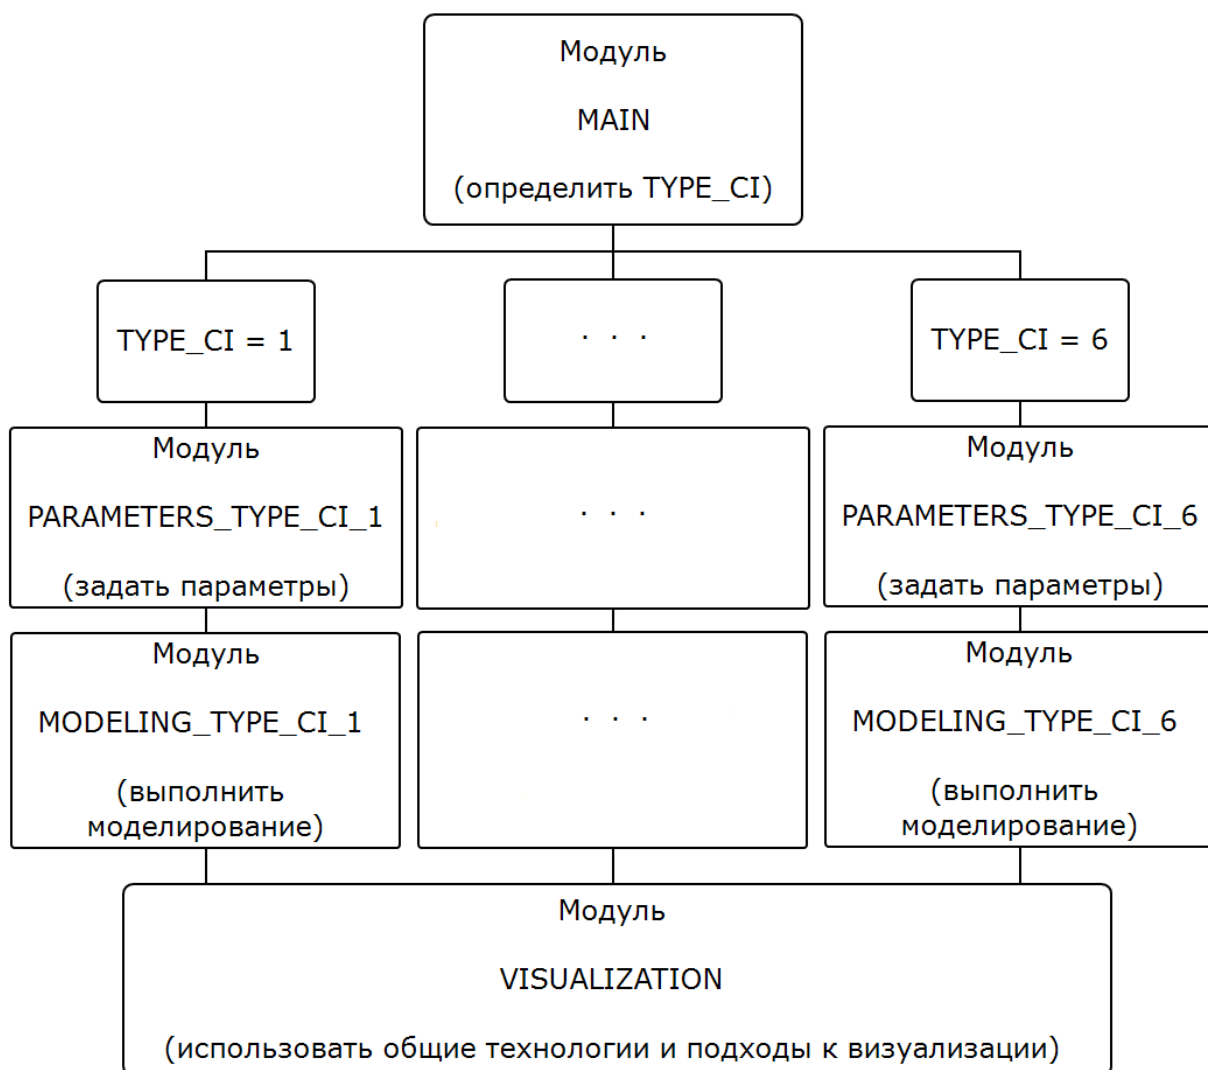 Модуль
MAIN
(определить TYPE_CI)
TYPE_CI = 1
. . .
TYPE_CI = 6
Модуль
PARAMETERS_TYPE_CI_1
(задать параметры)
. . .
Модуль
PARAMETERS_TYPE_CI_6
(задать параметры)
Модуль
MODELING_TYPE_CI_1
(выполнить
моделирование)
. . .
Модуль
MODELING_TYPE_CI_6
(выполнить
моделирование)
Модуль
VISUALIZATION
(использовать общие технологии и подходы к визуализации)